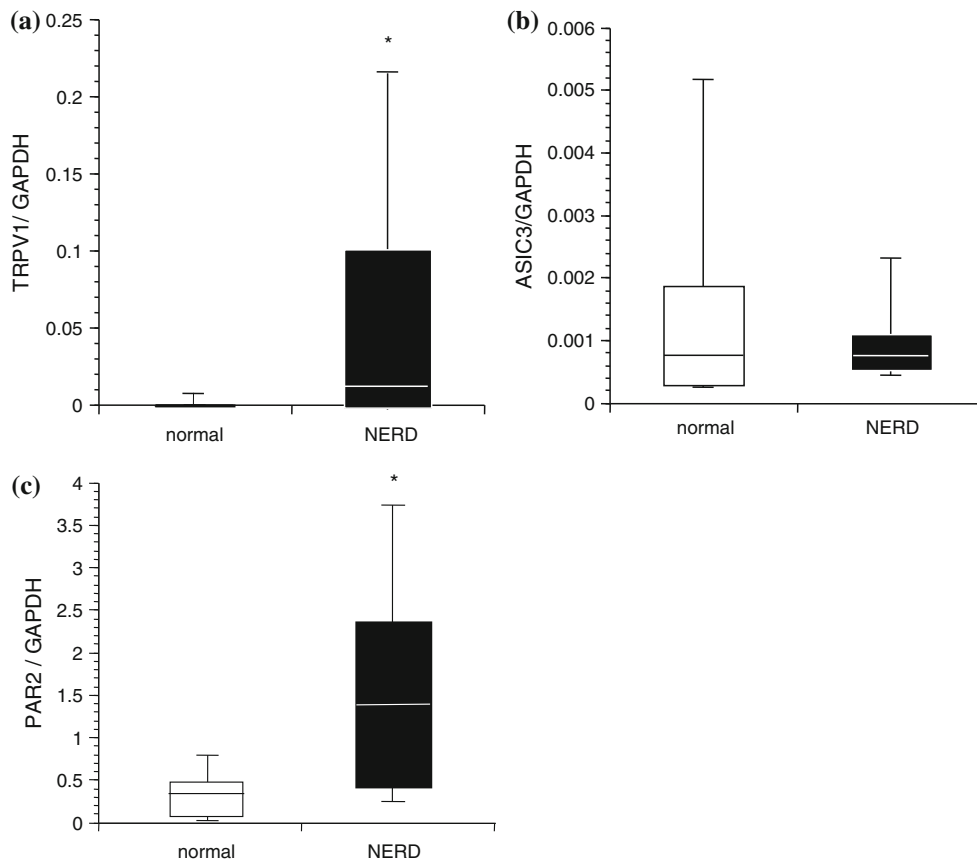 (a)
TRPV1/ GAPDH
0.25
0.2
0.15
0.1
0.05
0
*
normal
NERD
(b)
ASIC3/GAPDH
0.006
0.005
0.004
0.003
0.002
0.001
0
normal
NERD
(c)
PAR2 / GAPDH
4
3.5
3
2.5
2
1.5
1
0.5
0
*
normal
NERD